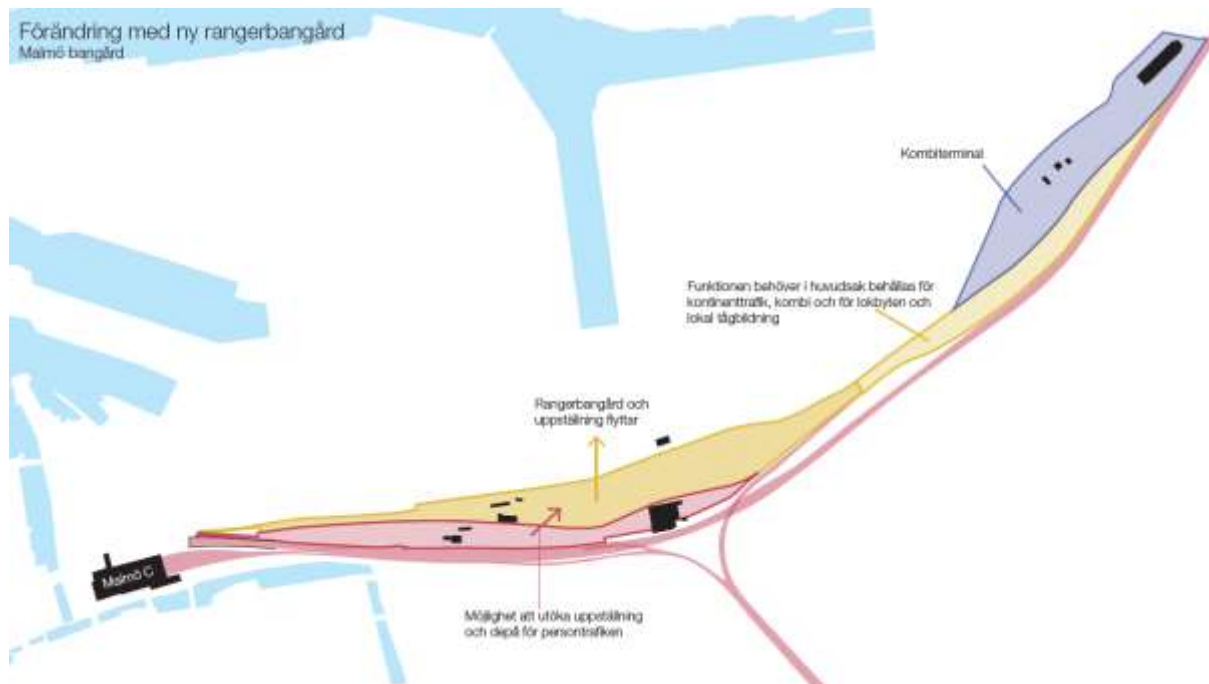 Förändring med ny rangerbangård
Malmö bangård
Kombiterminal
Funktionen behöver i huvudsak behållas för
kontinenttrafik, kombi och för lokbyten och
lokal tågbildning
Rangerbangård och
uppställning flyttar
Malmö C
Möjlighet att utöka uppställning
och depå för persontrafiken